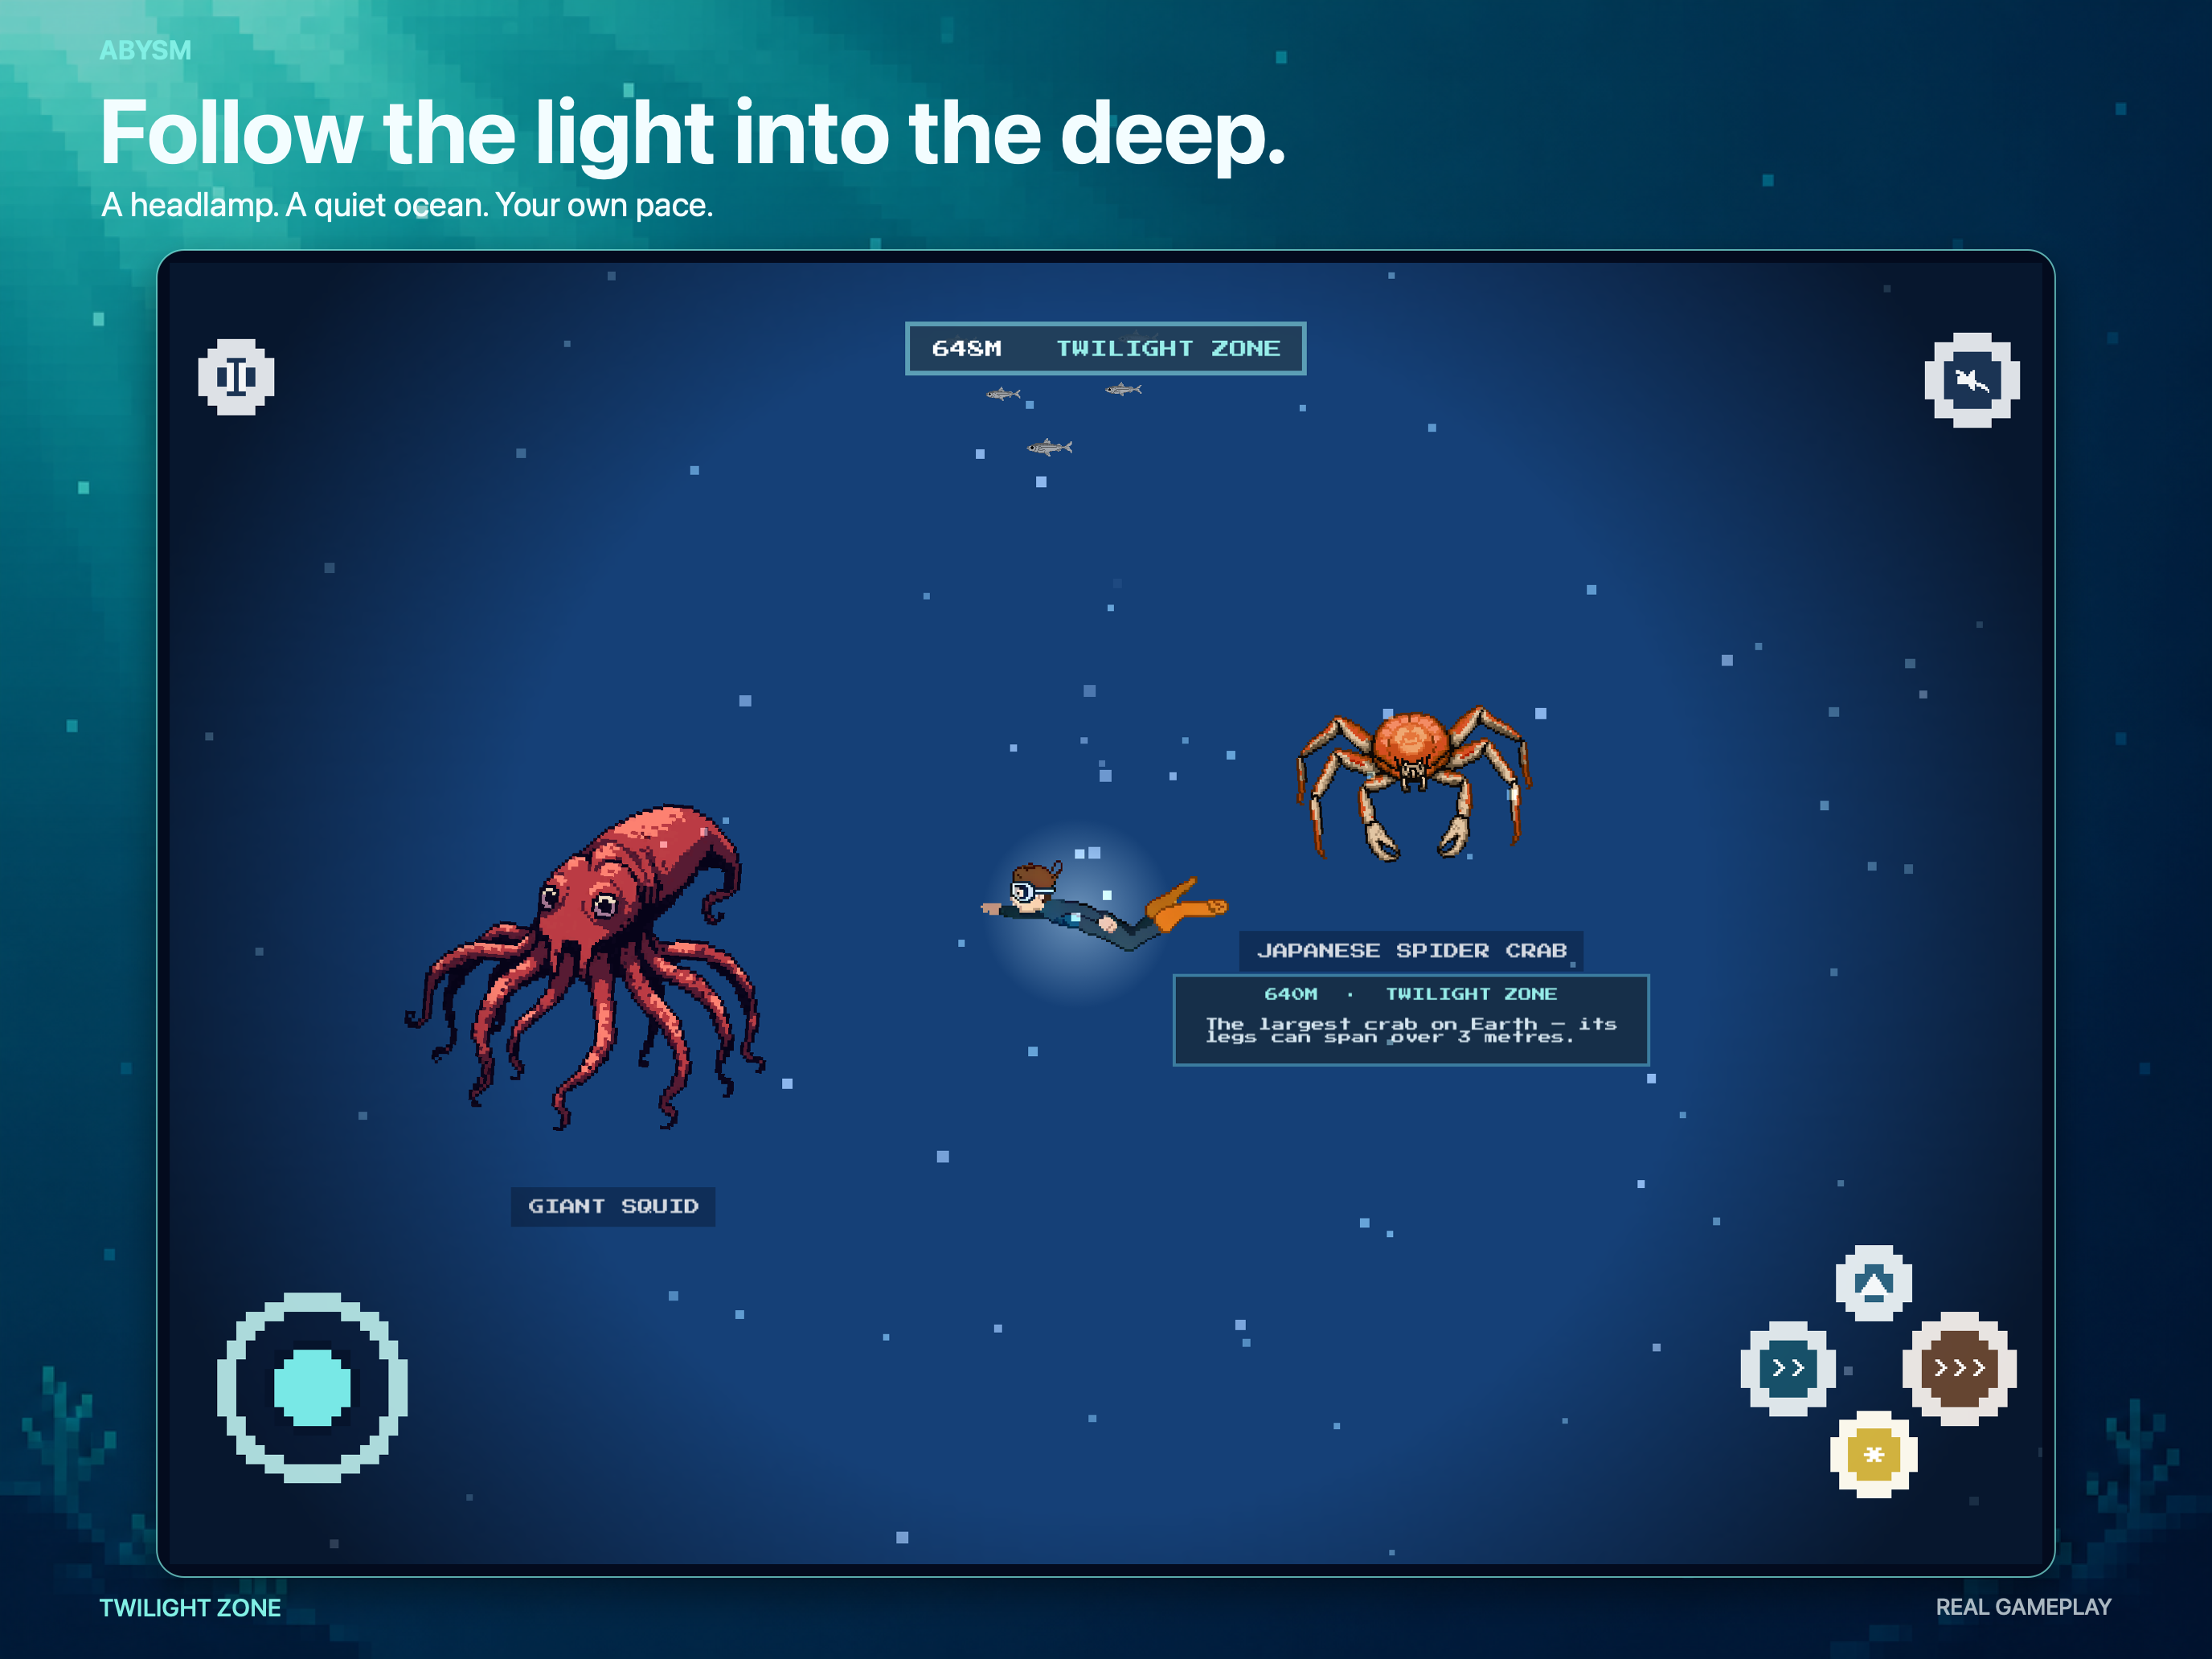 ABYSM
Follow the light into the deep.
A headlamp. A quiet ocean. Your own pace.
648M TWILIGHT ZONE
JAPANESE SPIDER CRAB
640M · TWILIGHT ZONE
The largest crab on Earth — its
legs can span over 3 metres.
GIANT SQUID
>>
>>>
*
TWILIGHT ZONE
REAL GAMEPLAY